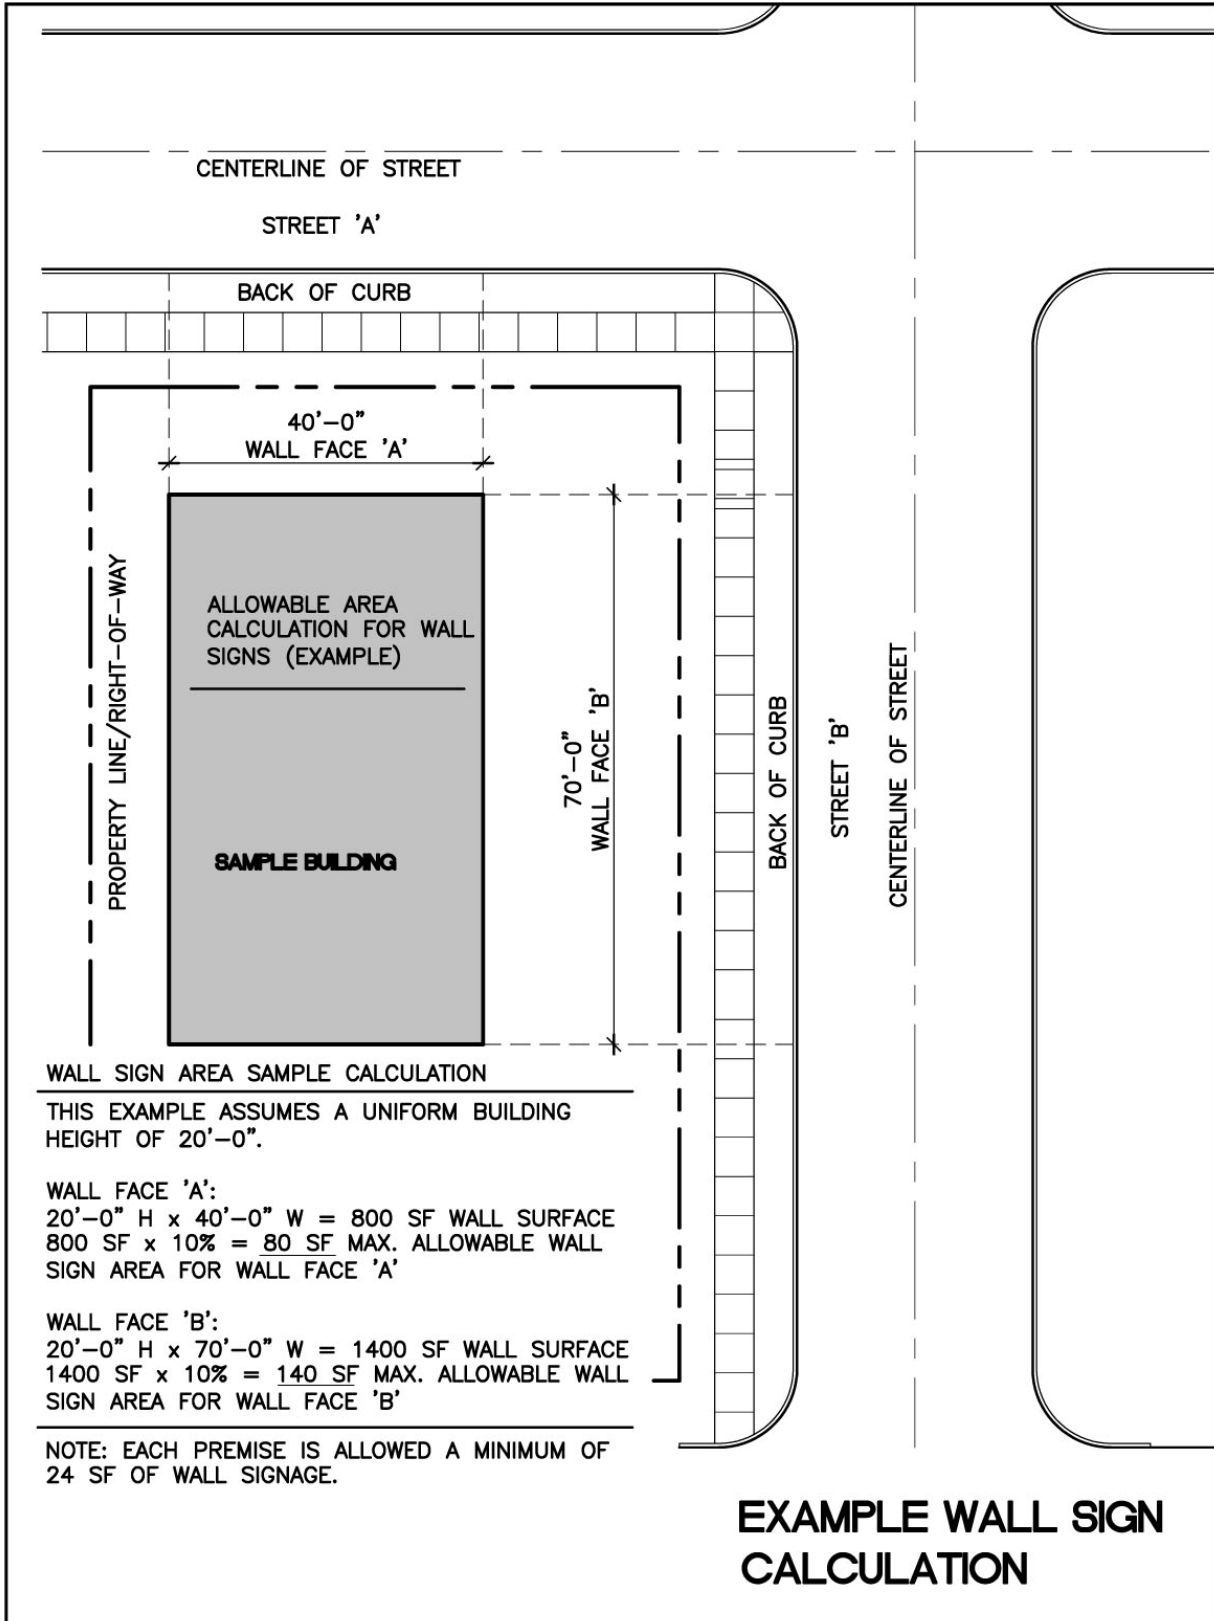 CENTERLINE OF STREET
STREET 'A'
BACK OF CURB
40'-0"
WALL FACE 'A'
PROPERTY LINE/RIGHT-OF-WAY
ALLOWABLE AREA
CALCULATION FOR WALL
SIGNS (EXAMPLE)
SAMPLE BUILDING
70'-0"
WALL FACE 'B'
BACK OF CURB
STREET 'B'
CENTERLINE OF STREET
WALL SIGN AREA SAMPLE CALCULATION
THIS EXAMPLE ASSUMES A UNIFORM BUILDING
HEIGHT OF 20'-0".
WALL FACE 'A':
20'-0" H x 40'-0" W = 800 SF WALL SURFACE
800 SF x 10% = 80 SF MAX. ALLOWABLE WALL
SIGN AREA FOR WALL FACE 'A'
WALL FACE 'B':
20'-0" H x 70'-0" W = 1400 SF WALL SURFACE
1400 SF x 10% = 140 SF MAX. ALLOWABLE WALL
SIGN AREA FOR WALL FACE 'B'
NOTE: EACH PREMISE IS ALLOWED A MINIMUM OF
24 SF OF WALL SIGNAGE.
EXAMPLE WALL SIGN
CALCULATION